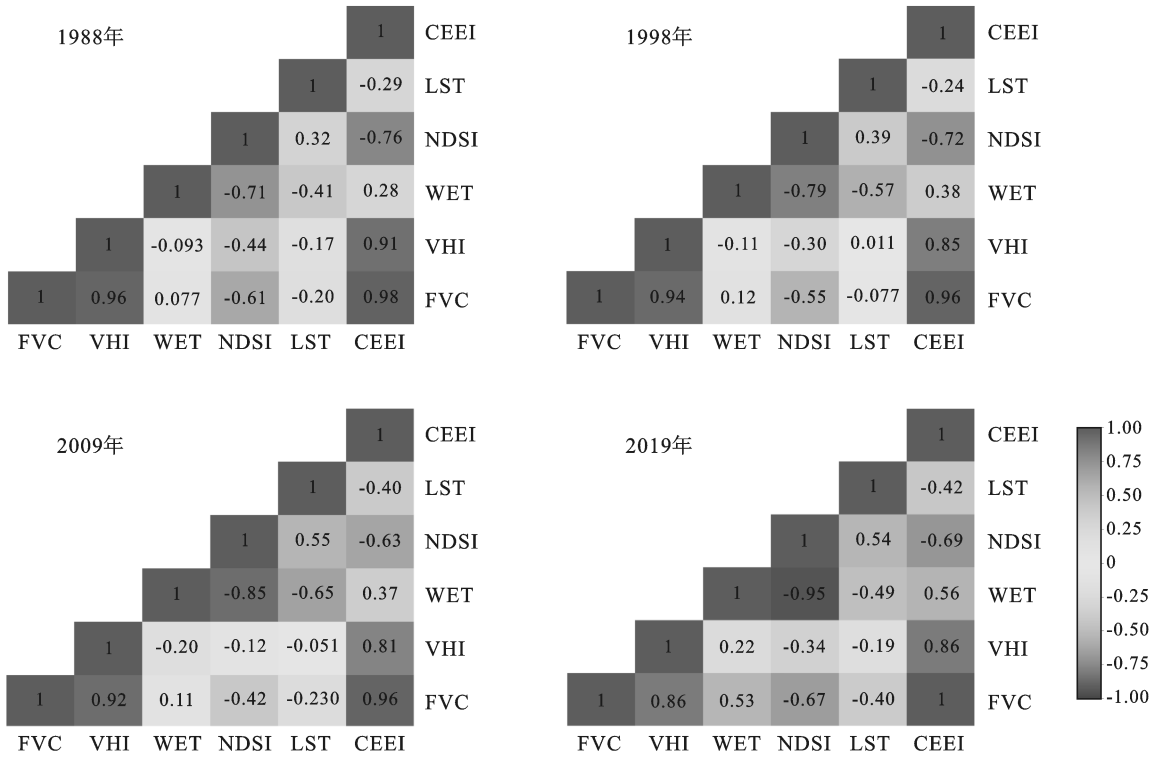 1988年
1 CEEI
1 -0.29 LST
1 0.32 -0.76 NDSI
1 -0.71 -0.41 0.28 WET
1 -0.093 -0.44 -0.17 0.91 VHI
1 0.96 0.077 -0.61 -0.20 0.98 FVC
FVC VHI WET NDSI LST CEEI
1998年
1 CEEI
1 -0.24 LST
1 0.39 -0.72 NDSI
1 -0.79 -0.57 0.38 WET
1 -0.11 -0.30 0.011 0.85 VHI
1 0.94 0.12 -0.55 -0.077 0.96 FVC
FVC VHI WET NDSI LST CEEI
2009年
1 CEEI
1 -0.40 LST
1 0.55 -0.63 NDSI
1 -0.85 -0.65 0.37 WET
1 -0.20 -0.12 -0.051 0.81 VHI
1 0.92 0.11 -0.42 -0.230 0.96 FVC
FVC VHI WET NDSI LST CEEI
2019年
1 CEEI
1 -0.42 LST
1 0.54 -0.69 NDSI
1 -0.95 -0.49 0.56 WET
1 0.22 -0.34 -0.19 0.86 VHI
1 0.86 0.53 -0.67 -0.40 1 FVC
FVC VHI WET NDSI LST CEEI
1.00
0.75
0.50
0.25
0
-0.25
-0.50
-0.75
-1.00